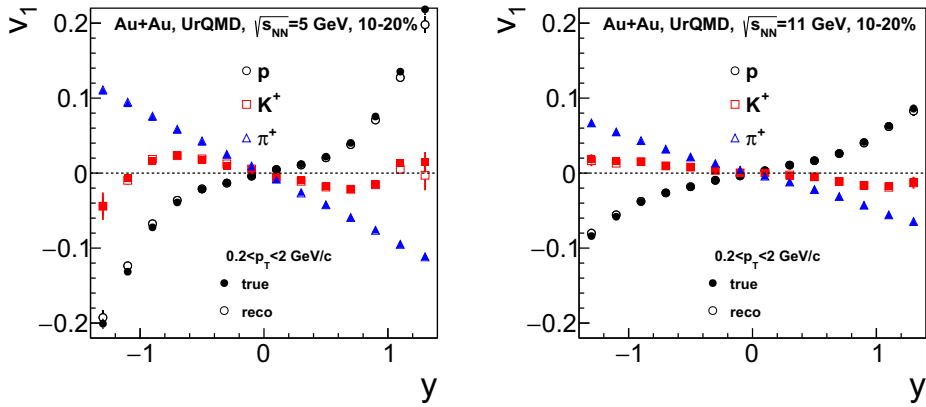 v₁
Au+Au, UrQMD, √sNN=5 GeV, 10-20%
0.2
p
K⁺
π⁺
0.1
0
−0.1
0.2<pT<2 GeV/c
true
reco
−0.2
−1
0
1
y
v₁
Au+Au, UrQMD, √sNN=11 GeV, 10-20%
0.2
p
K⁺
π⁺
0.1
0
−0.1
0.2<pT<2 GeV/c
true
reco
−0.2
−1
0
1
y